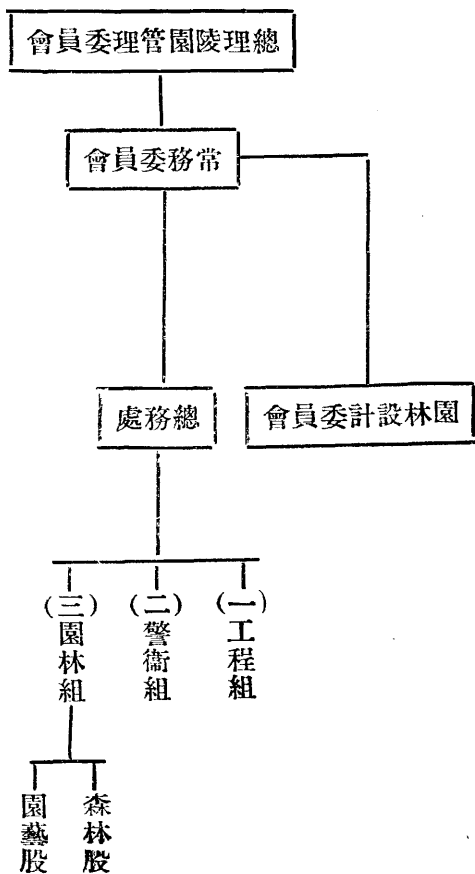 總理陵園管理委員會
常務委員會
總務處
園林設計委員會
(一)工程組
(二)警衞組
(三)園林組
森林股
園藝股